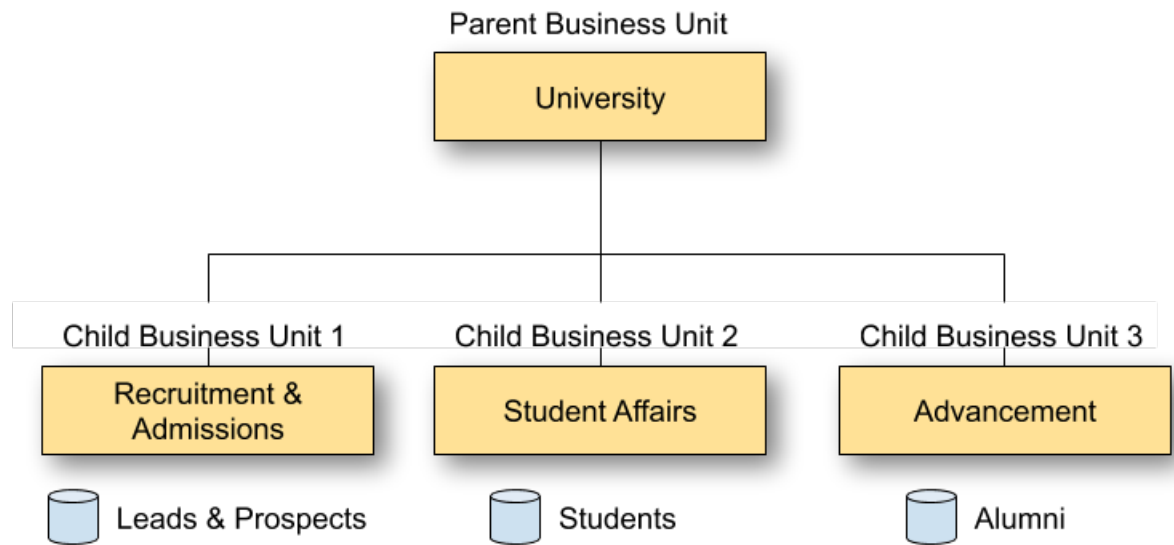 Parent Business Unit
University
Child Business Unit 1
Child Business Unit 2
Child Business Unit 3
Recruitment &
Admissions
Student Affairs
Advancement
Leads & Prospects
Students
Alumni